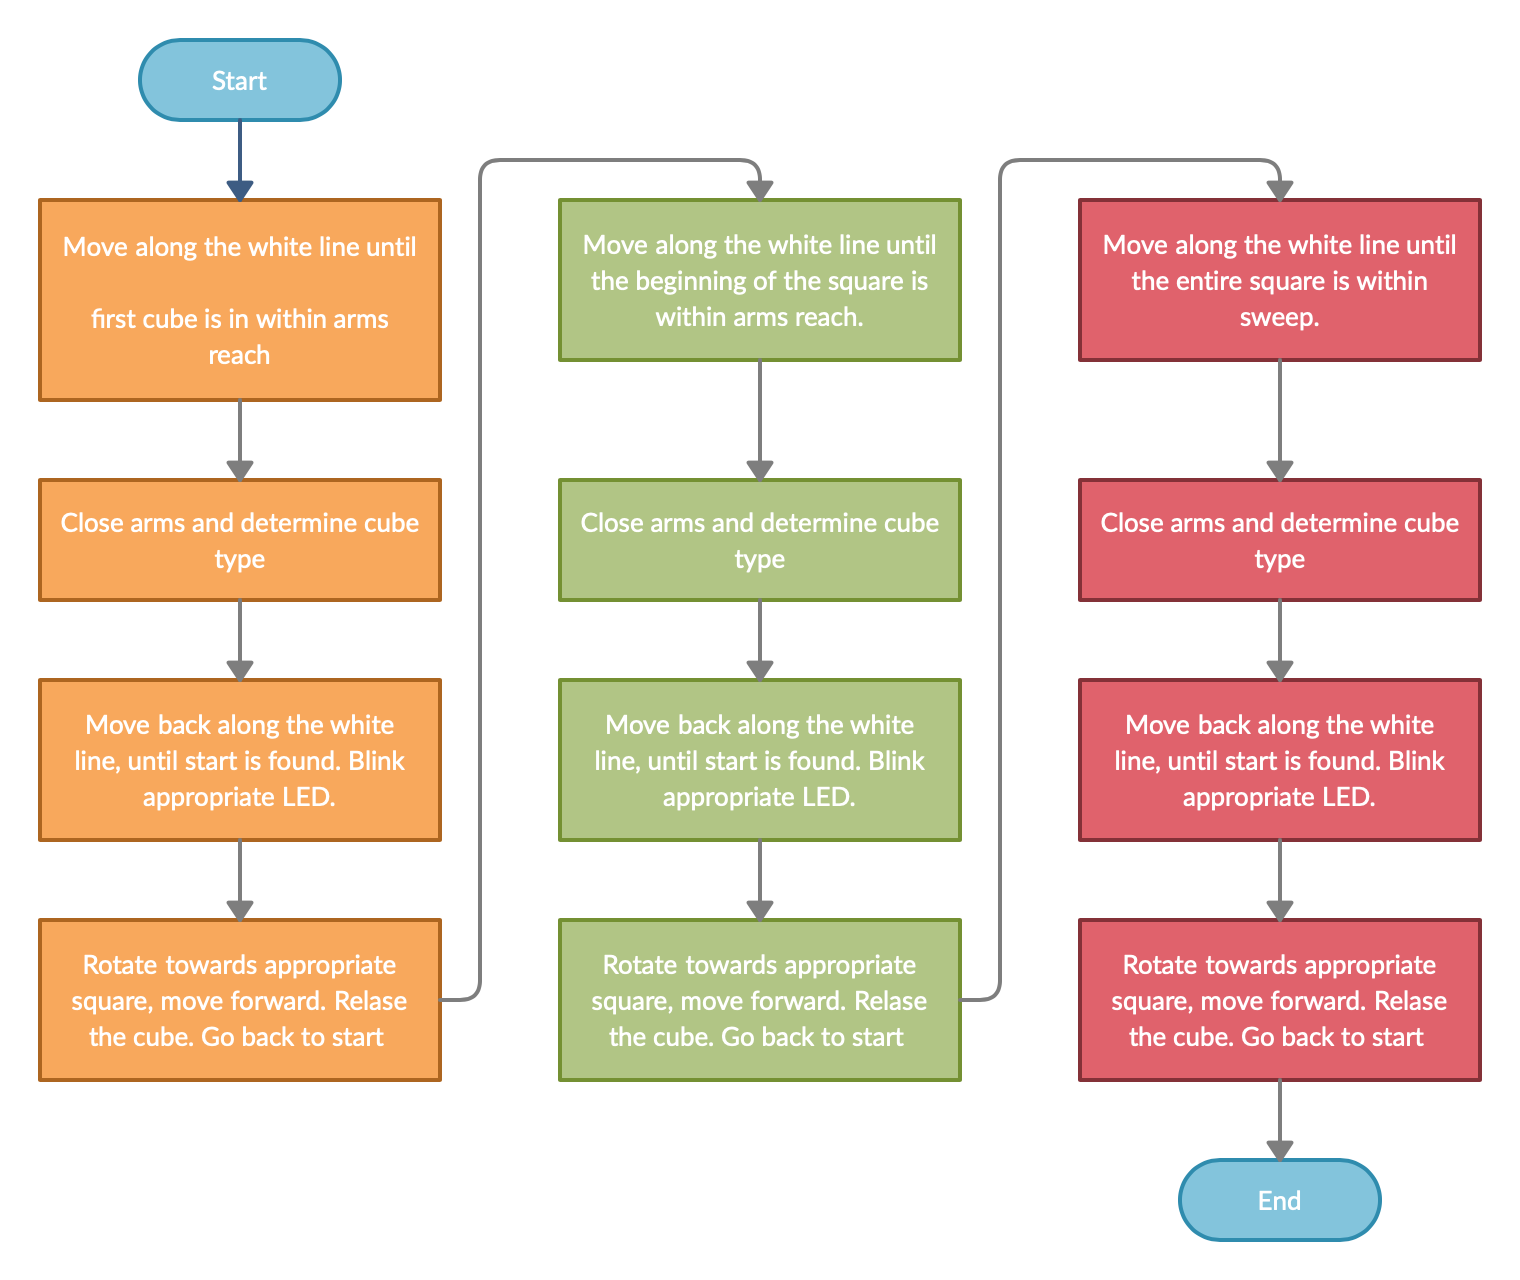 Start
Move along the white line until
first cube is in within arms
reach
Close arms and determine cube
type
Move back along the white
line, until start is found. Blink
appropriate LED.
Rotate towards appropriate
square, move forward. Relase
the cube. Go back to start
Move along the white line until
the beginning of the square is
within arms reach.
Close arms and determine cube
type
Move back along the white
line, until start is found. Blink
appropriate LED.
Rotate towards appropriate
square, move forward. Relase
the cube. Go back to start
Move along the white line until
the entire square is within
sweep.
Close arms and determine cube
type
Move back along the white
line, until start is found. Blink
appropriate LED.
Rotate towards appropriate
square, move forward. Relase
the cube. Go back to start
End